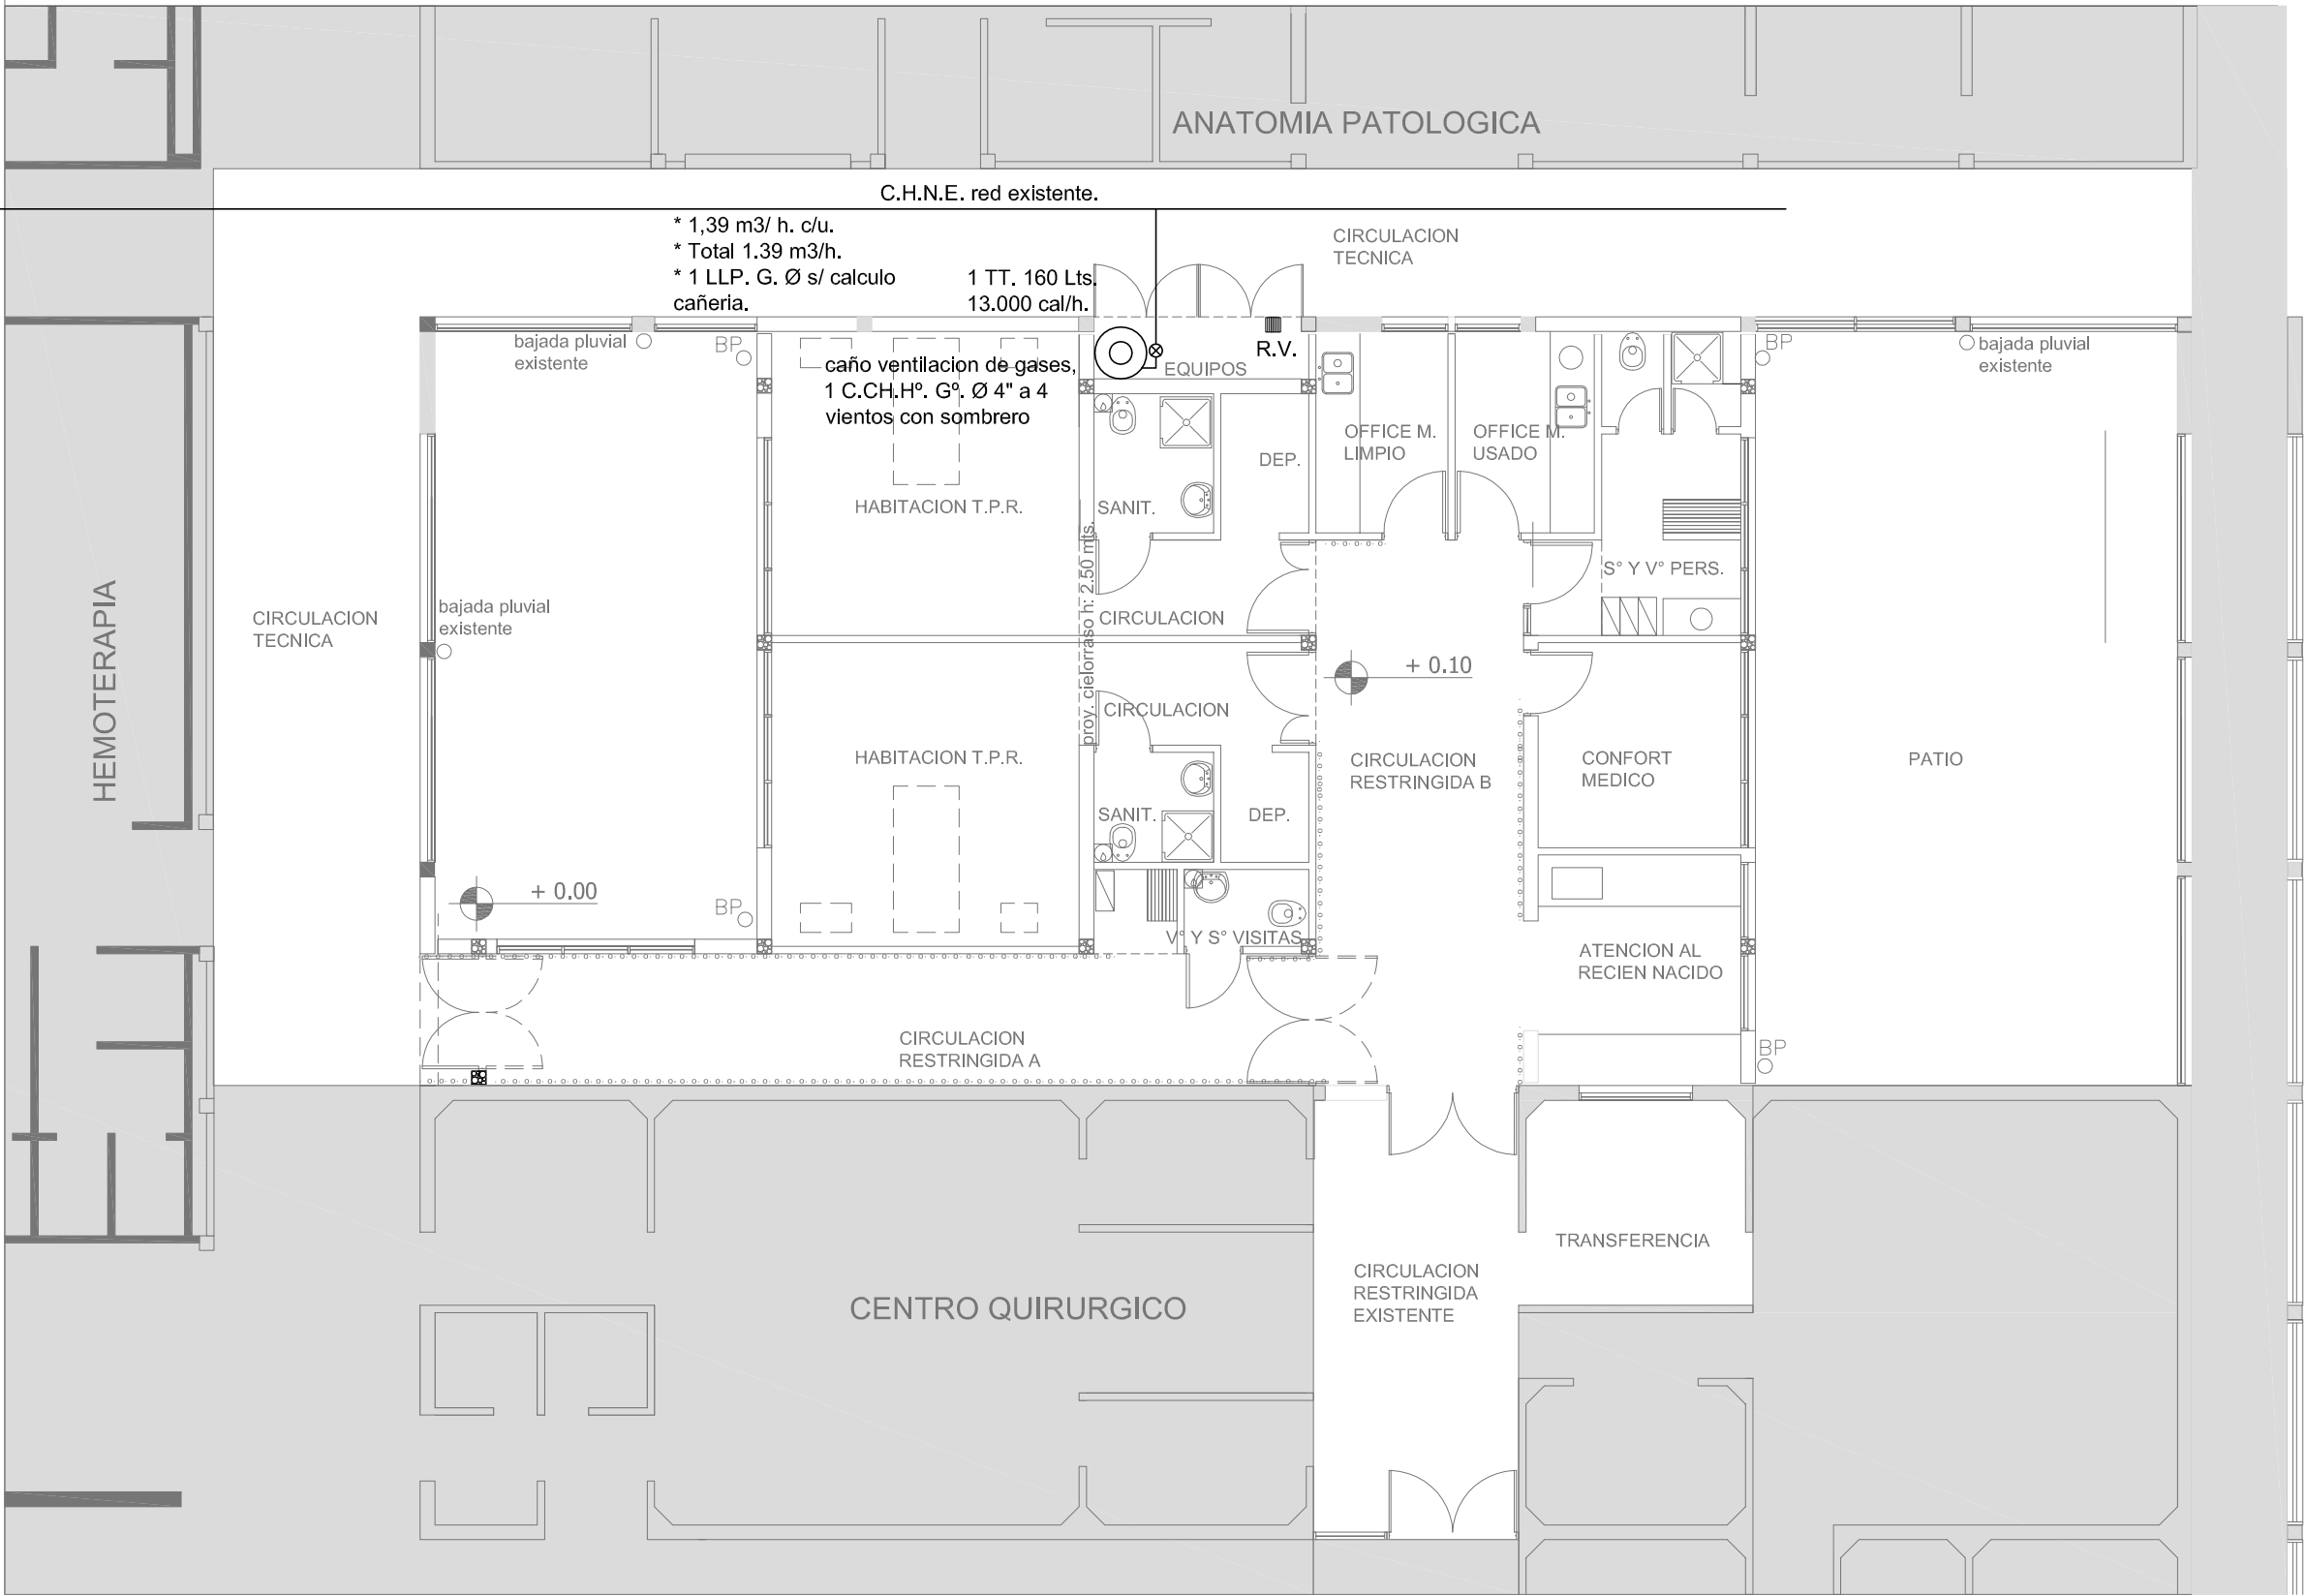 ANATOMIA PATOLOGICA
C.H.N.E. red existente.
* 1,39 m3/ h. c/u.
* Total 1.39 m3/h.
* 1 LLP. G. Ø s/ calculo
cañeria.
1 TT. 160 Lts.
13.000 cal/h.
CIRCULACION
TECNICA
bajada pluvial
existente
BP
caño ventilacion de gases,
1 C.CH.Hº. Gº. Ø 4" a 4
vientos con sombrero
EQUIPOS
R.V.
BP
bajada pluvial
existente
OFFICE M.
LIMPIO
OFFICE M.
USADO
DEP.
HABITACION T.P.R.
SANIT.
proy. cielorraso h: 2.50 mts.
S° Y V° PERS.
HEMOTERAPIA
CIRCULACION
TECNICA
bajada pluvial
existente
CIRCULACION
+ 0.10
CIRCULACION
HABITACION T.P.R.
CIRCULACION
RESTRINGIDA B
CONFORT
MEDICO
PATIO
SANIT.
DEP.
+ 0.00
BP
V° Y S° VISITAS
ATENCION AL
RECIEN NACIDO
CIRCULACION
RESTRINGIDA A
BP
TRANSFERENCIA
CENTRO QUIRURGICO
CIRCULACION
RESTRINGIDA
EXISTENTE